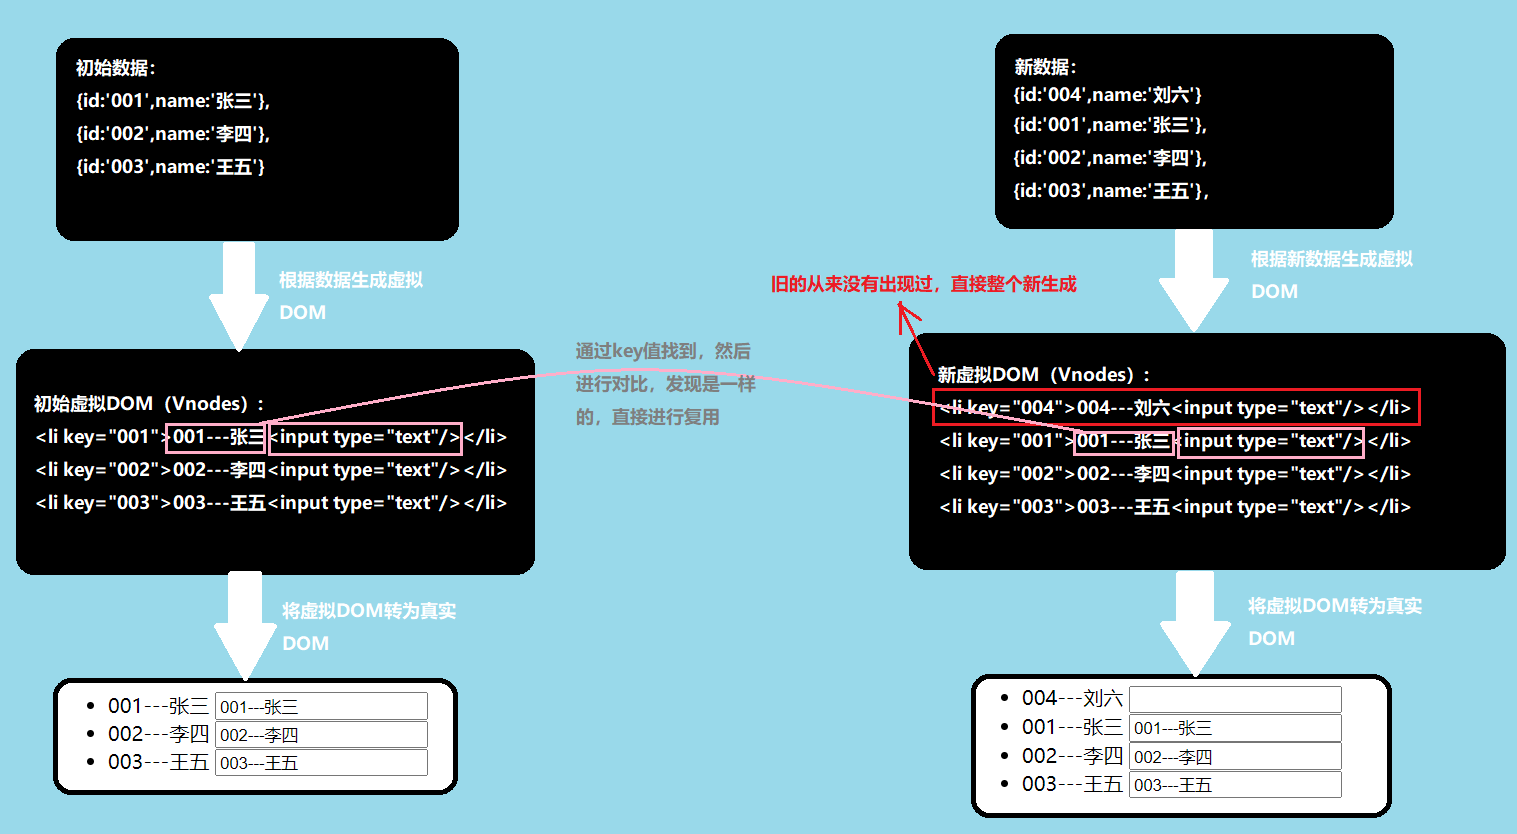 初始数据：
{id:'001',name:'张三'},
{id:'002',name:'李四'},
{id:'003',name:'王五'}
根据数据生成虚拟
DOM
初始虚拟DOM（Vnodes）:
<li key="001">001---张三<input type="text"/></li>
<li key="002">002---李四<input type="text"/></li>
<li key="003">003---王五<input type="text"/></li>
将虚拟DOM转为真实
DOM
001---张三 001---张三
002---李四 002---李四
003---王五 003---王五
通过key值找到，然后
进行对比，发现是一样
的，直接进行复用
旧的从来没有出现过，直接整个新生成
新数据：
{id:'004',name:'刘六'}
{id:'001',name:'张三'},
{id:'002',name:'李四'},
{id:'003',name:'王五'},
根据新数据生成虚拟
DOM
新虚拟DOM（Vnodes）:
<li key="004">004---刘六<input type="text"/></li>
<li key="001">001---张三<input type="text"/></li>
<li key="002">002---李四<input type="text"/></li>
<li key="003">003---王五<input type="text"/></li>
将虚拟DOM转为真实
DOM
004---刘六
001---张三 001---张三
002---李四 002---李四
003---王五 003---王五